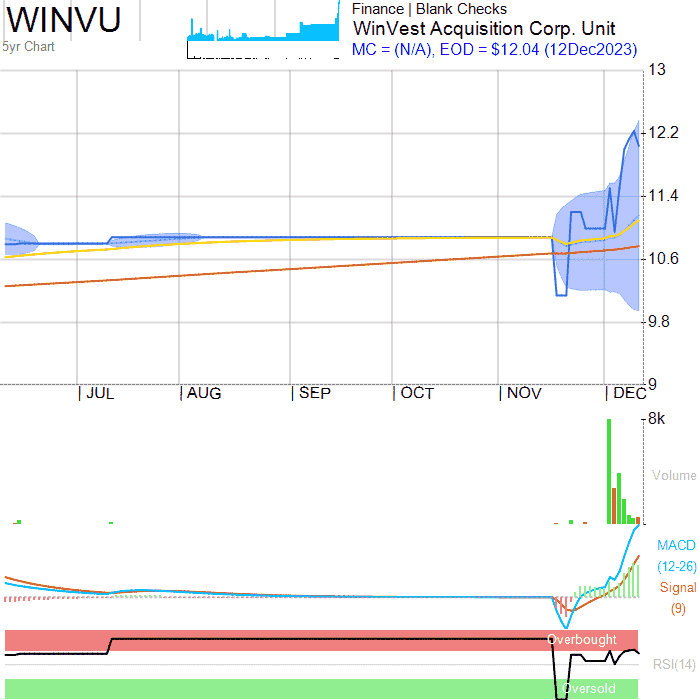 WINVU
5yr Chart
Finance | Blank Checks
WinVest Acquisition Corp. Unit
MC = (N/A), EOD = $12.04 (12Dec2023)
13
12.2
11.4
10.6
9.8
9
| JUL | AUG | SEP | OCT | NOV | DEC
8k
Volume
MACD
(12-26)
Signal
(9)
Overbought
RSI(14)
Oversold